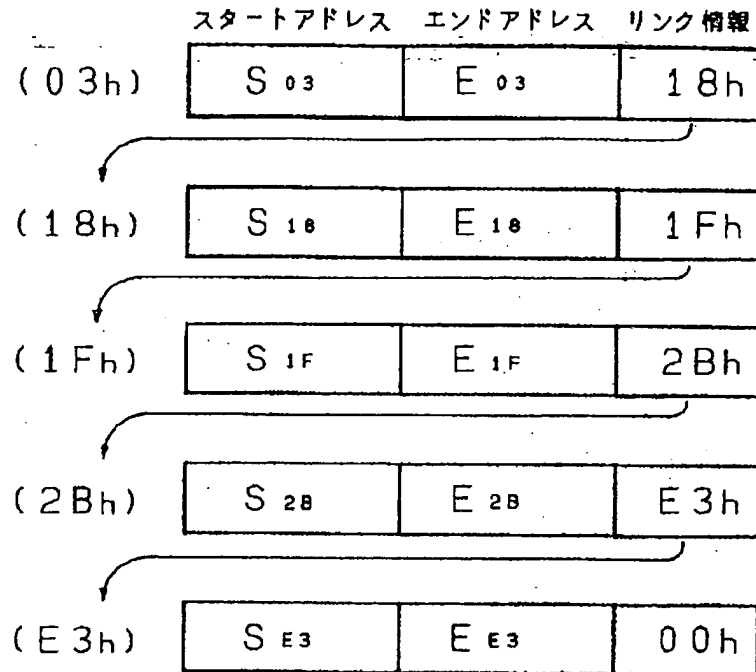 スタートアドレス エンドアドレス リンク情報
(03h) S03 E03 18h
(18h) S18 E18 1Fh
(1Fh) S1F E1F 2Bh
(2Bh) S2B E2B E3h
(E3h) SE3 EE3 00h